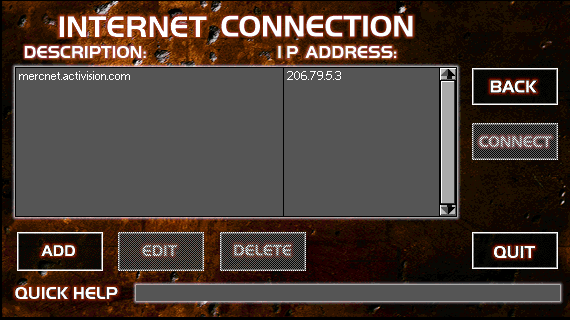 INTERNET CONNECTION
DESCRIPTION: IP ADDRESS:
mercnet.activision.com 206.79.5.3
BACK
CONNECT
ADD EDIT DELETE QUIT
QUICK HELP